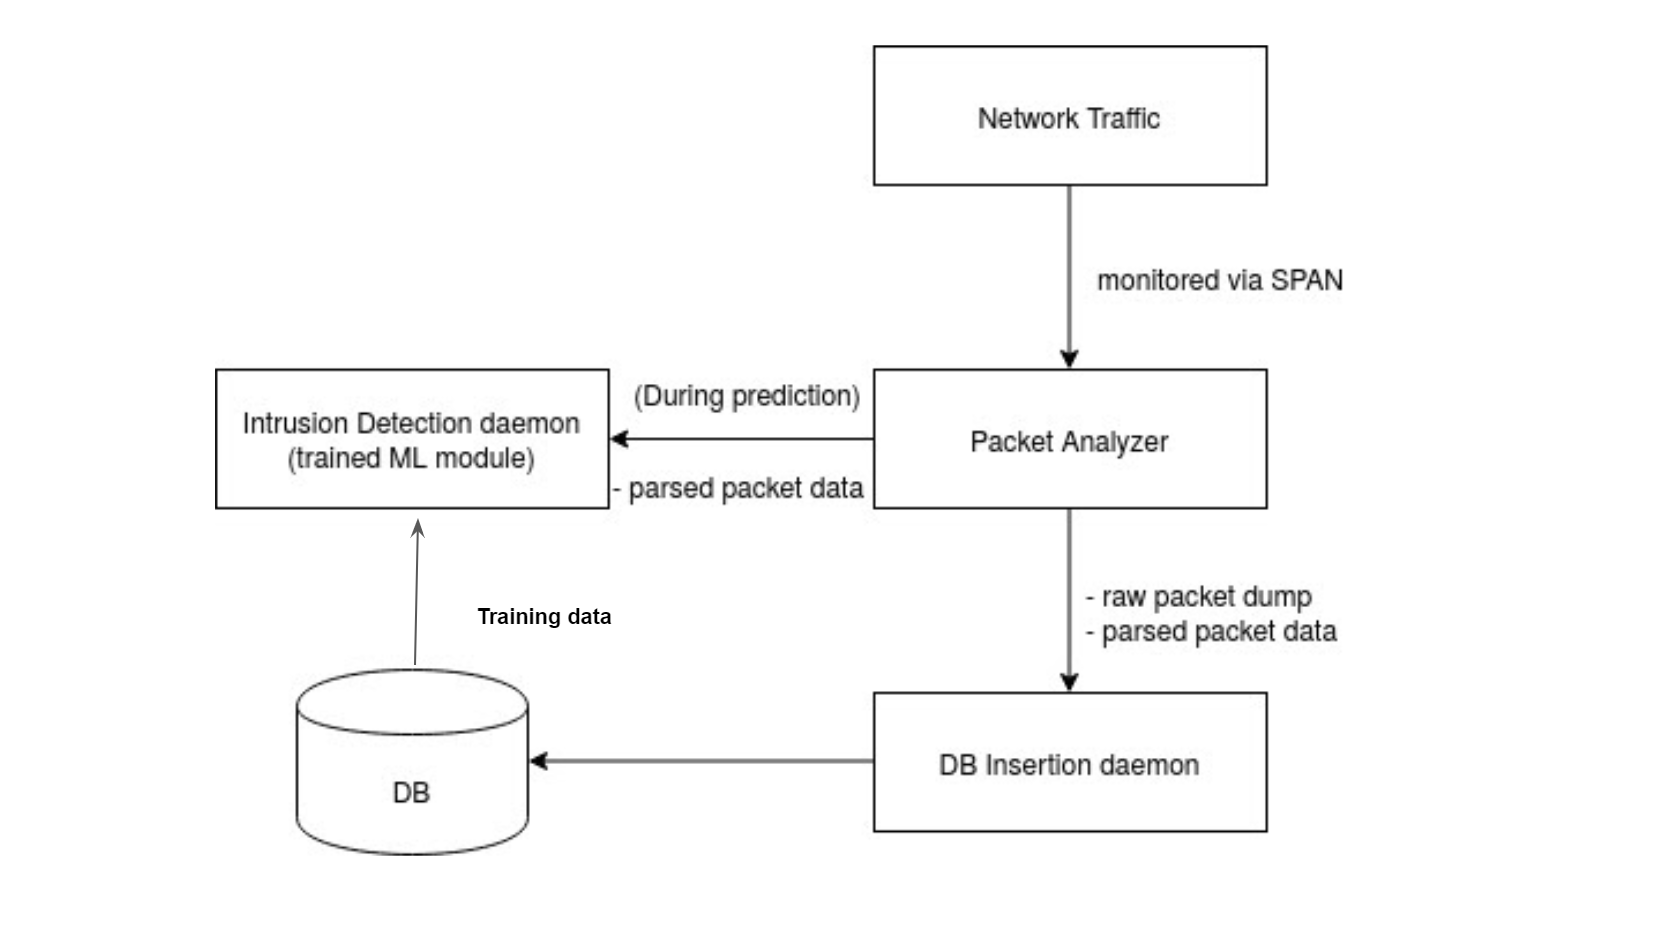 Network Traffic
monitored via SPAN
Intrusion Detection daemon
(trained ML module)
(During prediction)
- parsed packet data
Packet Analyzer
- raw packet dump
- parsed packet data
Training data
DB
DB Insertion daemon